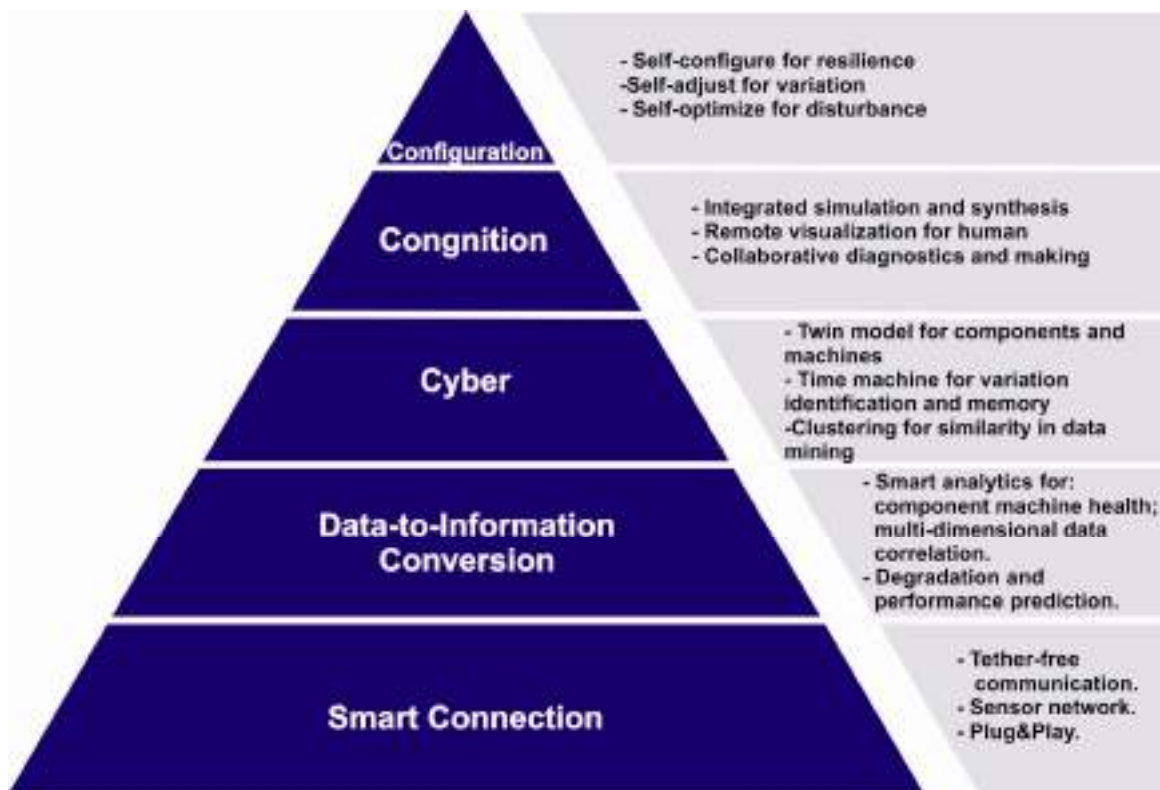 - Self-configure for resilience
-Self-adjust for variation
- Self-optimize for disturbance
Configuration
- Integrated simulation and synthesis
- Remote visualization for human
- Collaborative diagnostics and making
Congnition
- Twin model for components and
machines
- Time machine for variation
identification and memory
-Clustering for similarity in data
mining
Cyber
- Smart analytics for:
component machine health;
multi-dimensional data
correlation.
- Degradation and
performance prediction.
Data-to-Information
Conversion
- Tether-free
communication.
- Sensor network.
- Plug&Play.
Smart Connection